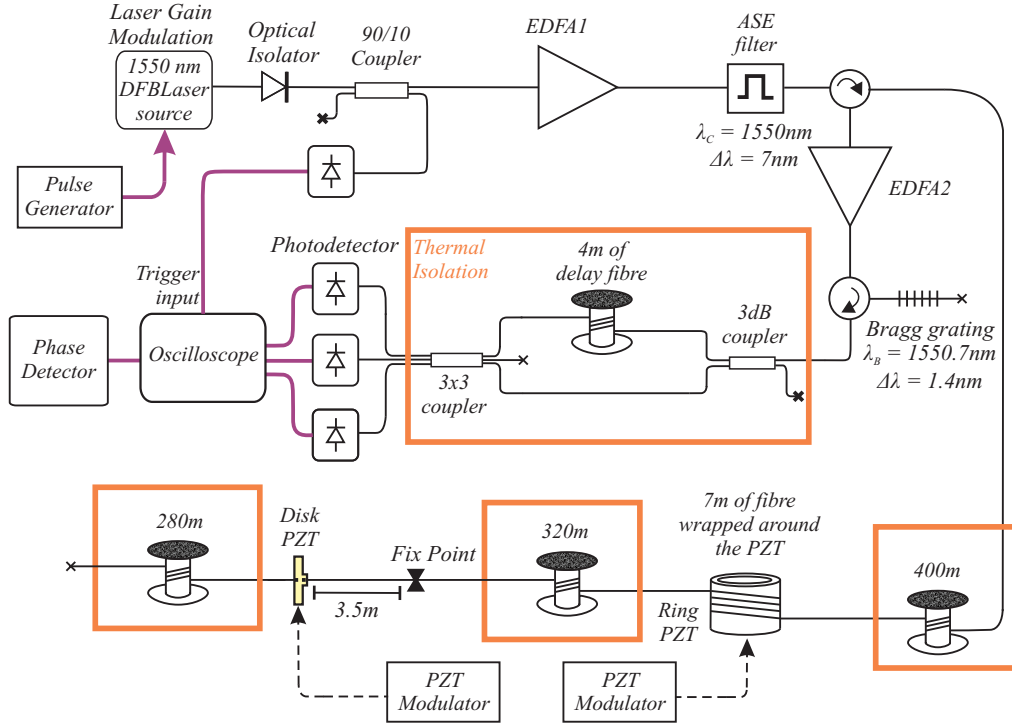 Laser Gain
Modulation
1550 nm
DFBLaser
source
Optical
Isolator
90/10
Coupler
EDFA1
ASE
filter
λC = 1550nm
Δλ = 7nm
EDFA2
Pulse
Generator
Trigger
input
Photodetector
Thermal
Isolation
4m of
delay fibre
3dB
coupler
Bragg grating
λB = 1550.7nm
Δλ = 1.4nm
Phase
Detector
Oscilloscope
3x3
coupler
280m
Disk
PZT
Fix Point
3.5m
320m
7m of fibre
wrapped around
the PZT
Ring
PZT
400m
PZT
Modulator
PZT
Modulator